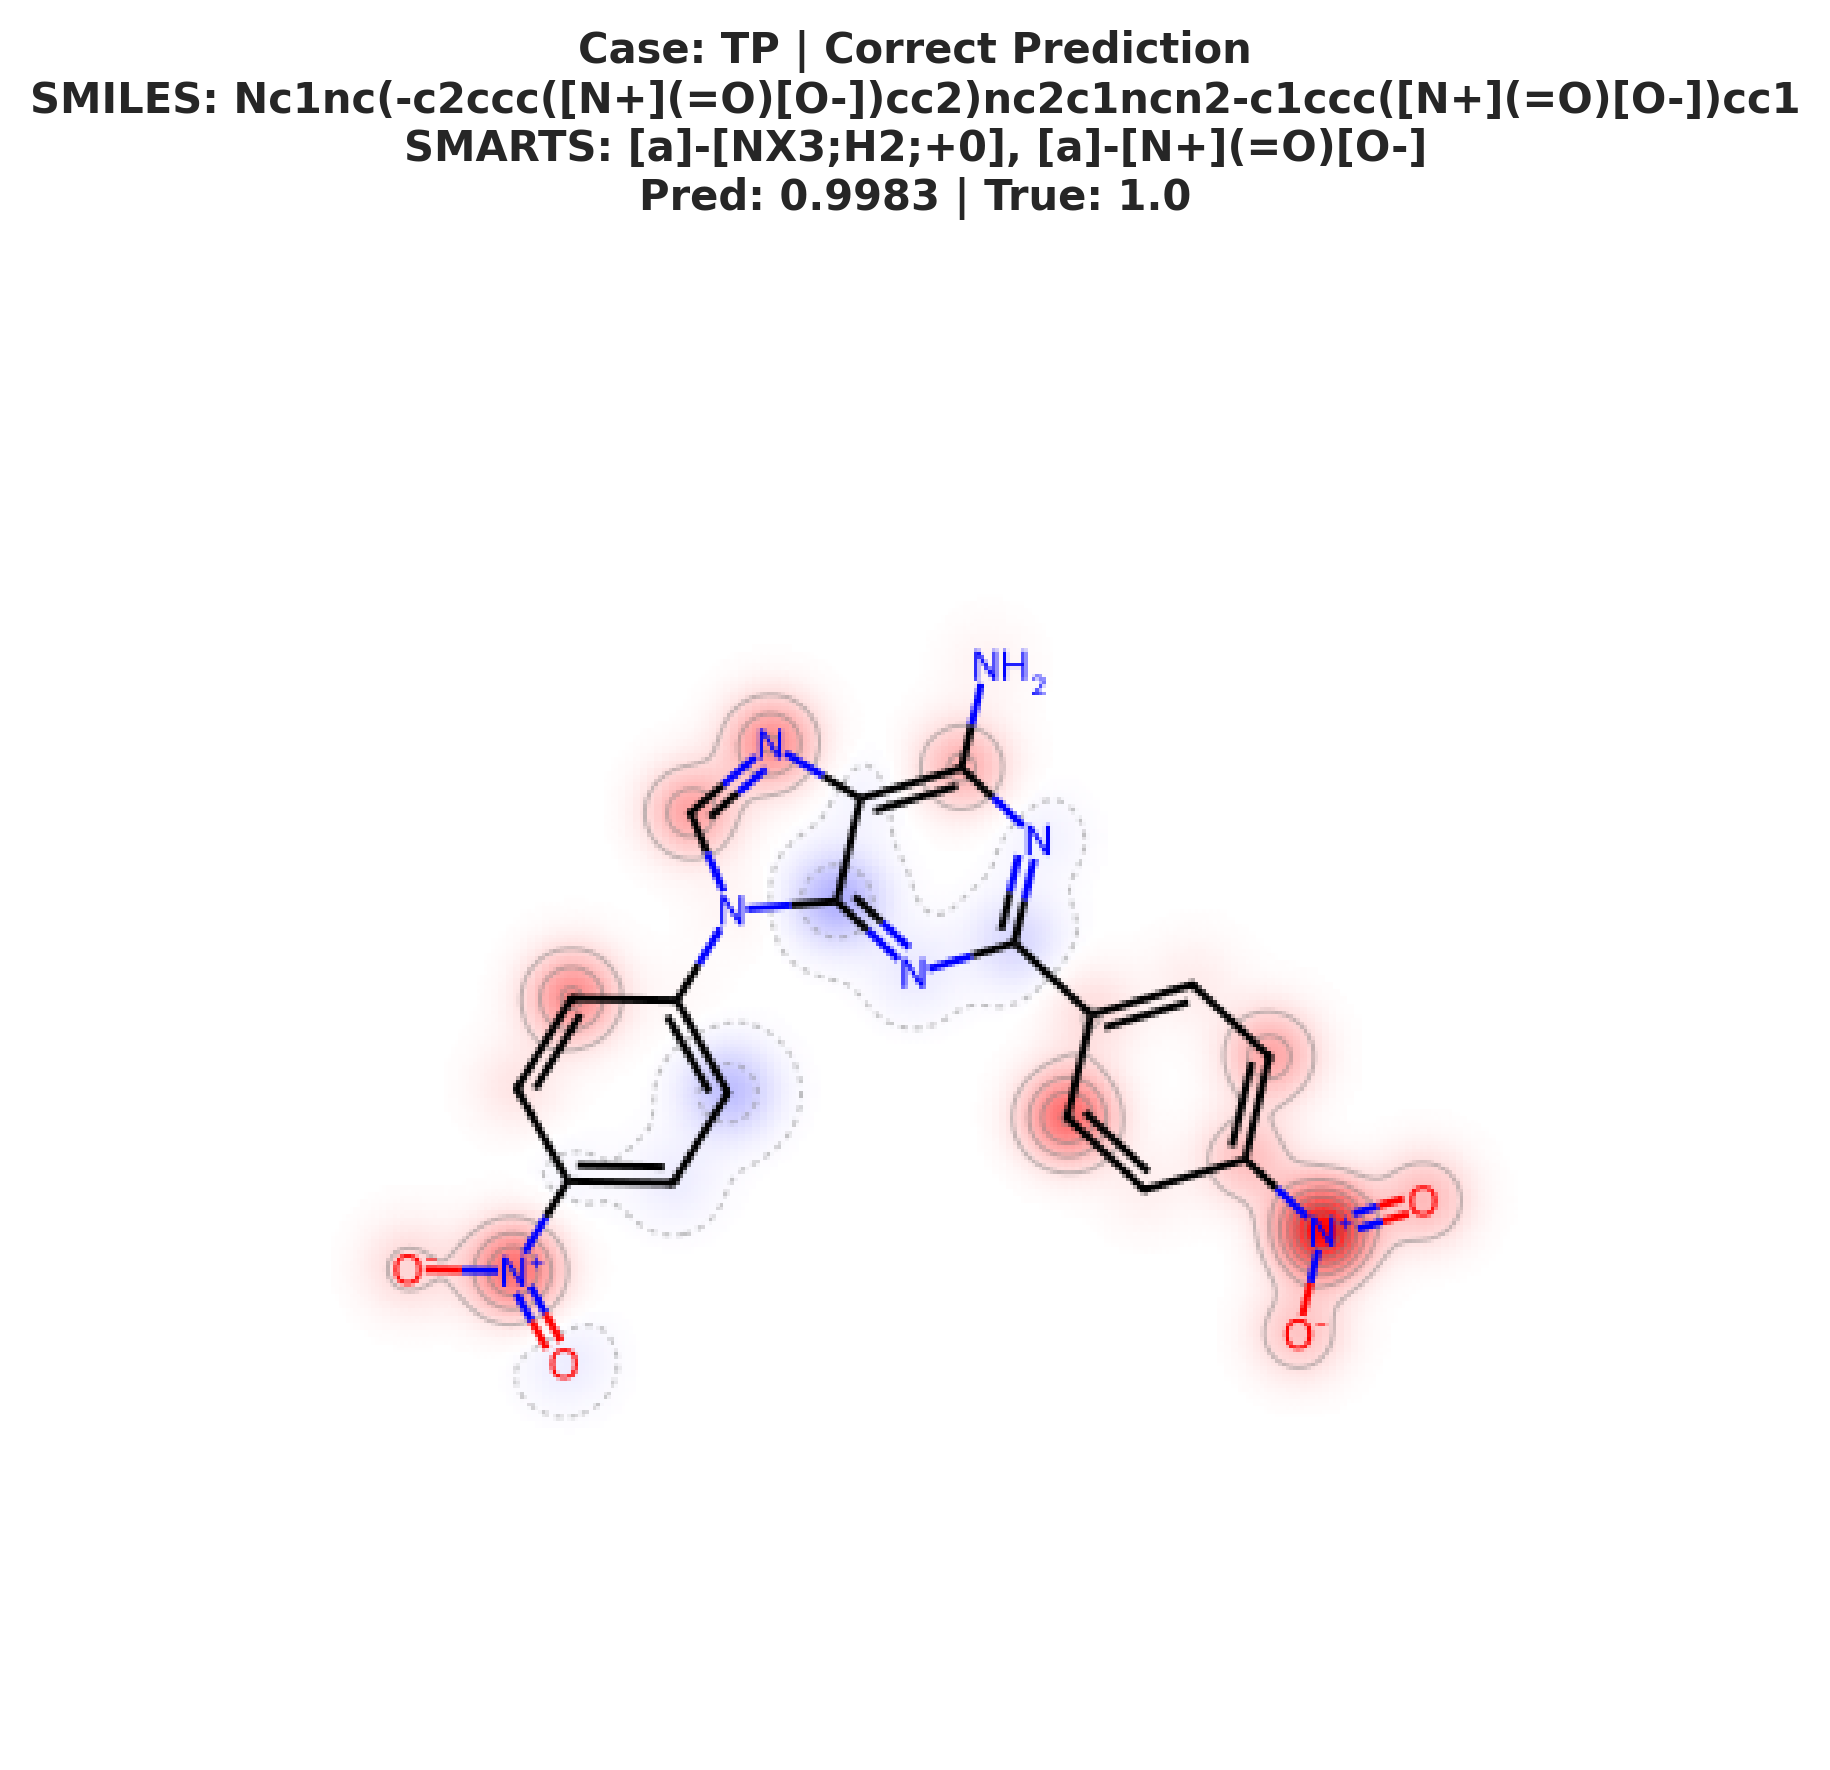 Case: TP | Correct Prediction
SMILES: Nc1nc(-c2ccc([N+](=O)[O-])cc2)nc2c1ncn2-c1ccc([N+](=O)[O-])cc1
SMARTS: [a]-[NX3;H2;+0], [a]-[N+](=O)[O-]
Pred: 0.9983 | True: 1.0
NH2
N
N
N
N
O
N+
O-
O- N+
O